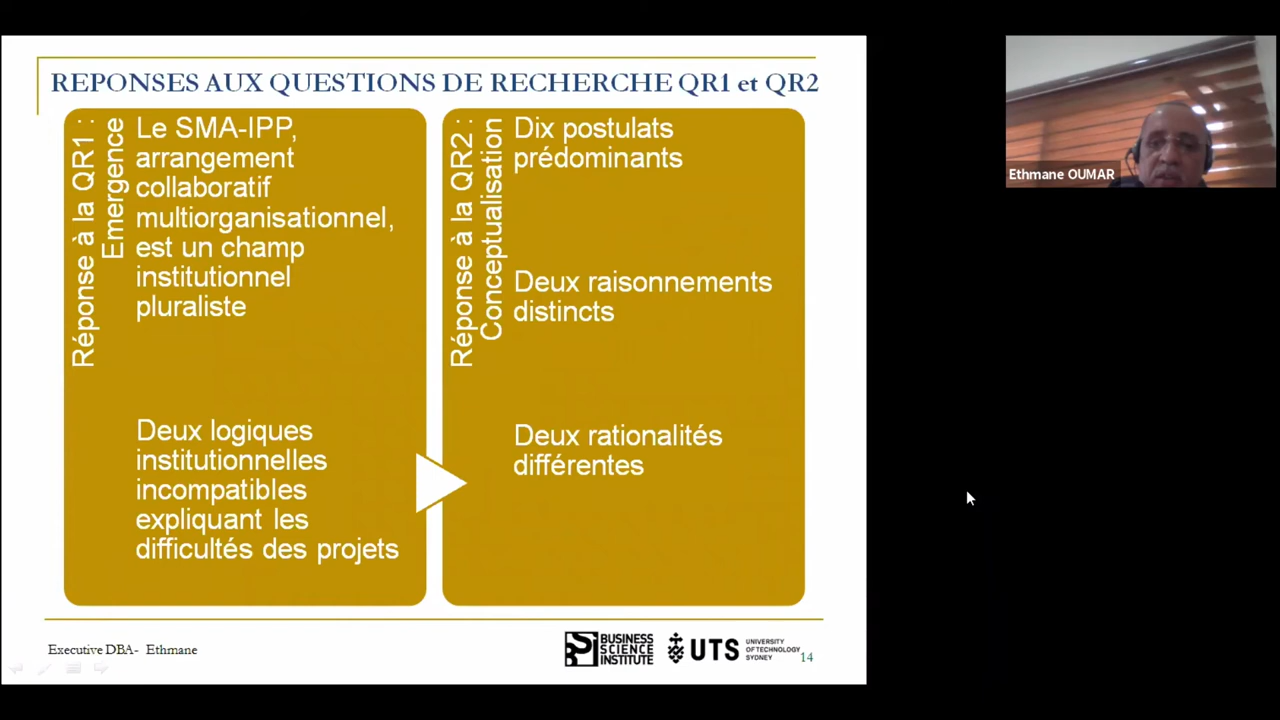 REPONSES AUX QUESTIONS DE RECHERCHE QR1 et QR2
Réponse à la QR1 :
Emergence
Le SMA-IPP,
arrangement
collaboratif
multiorganisationnel,
est un champ
institutionnel
pluraliste
Deux logiques
institutionnelles
incompatibles
expliquant les
difficultés des projets
Réponse à la QR2 :
Conceptualisation
Dix postulats
prédominants
Deux raisonnements
distincts
Deux rationalités
différentes
Executive DBA- Ethmane
BUSINESS
SCIENCE
INSTITUTE
UTS
UNIVERSITY
OF TECHNOLOGY
SYDNEY
14
Ethmane OUMAR